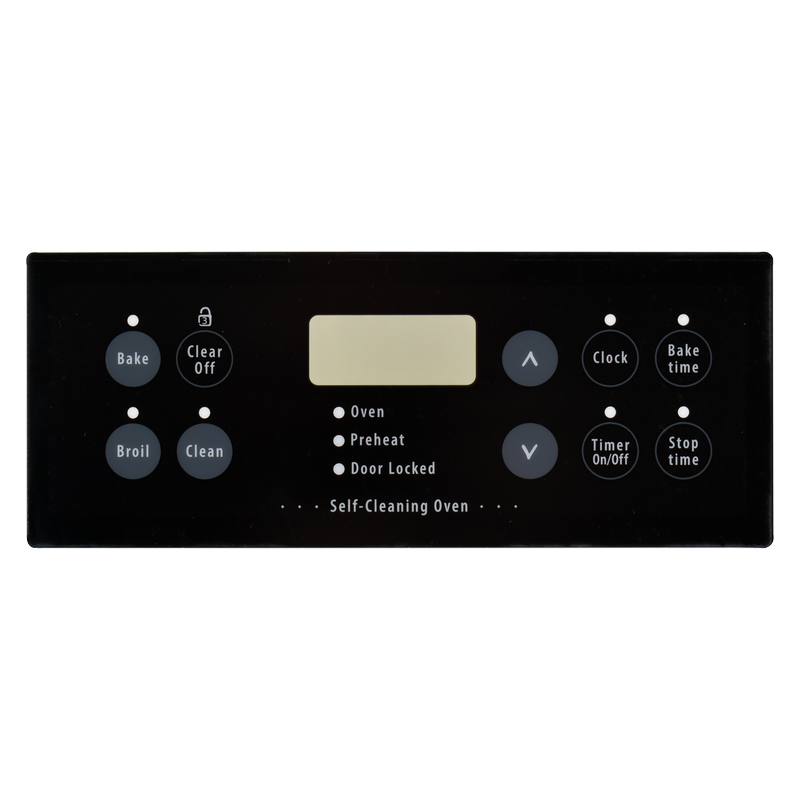 3
Bake
Clear
Off
Clock
Bake
time
Broil
Clean
Oven
Preheat
Door Locked
Timer
On/Off
Stop
time
· · · Self-Cleaning Oven · · ·